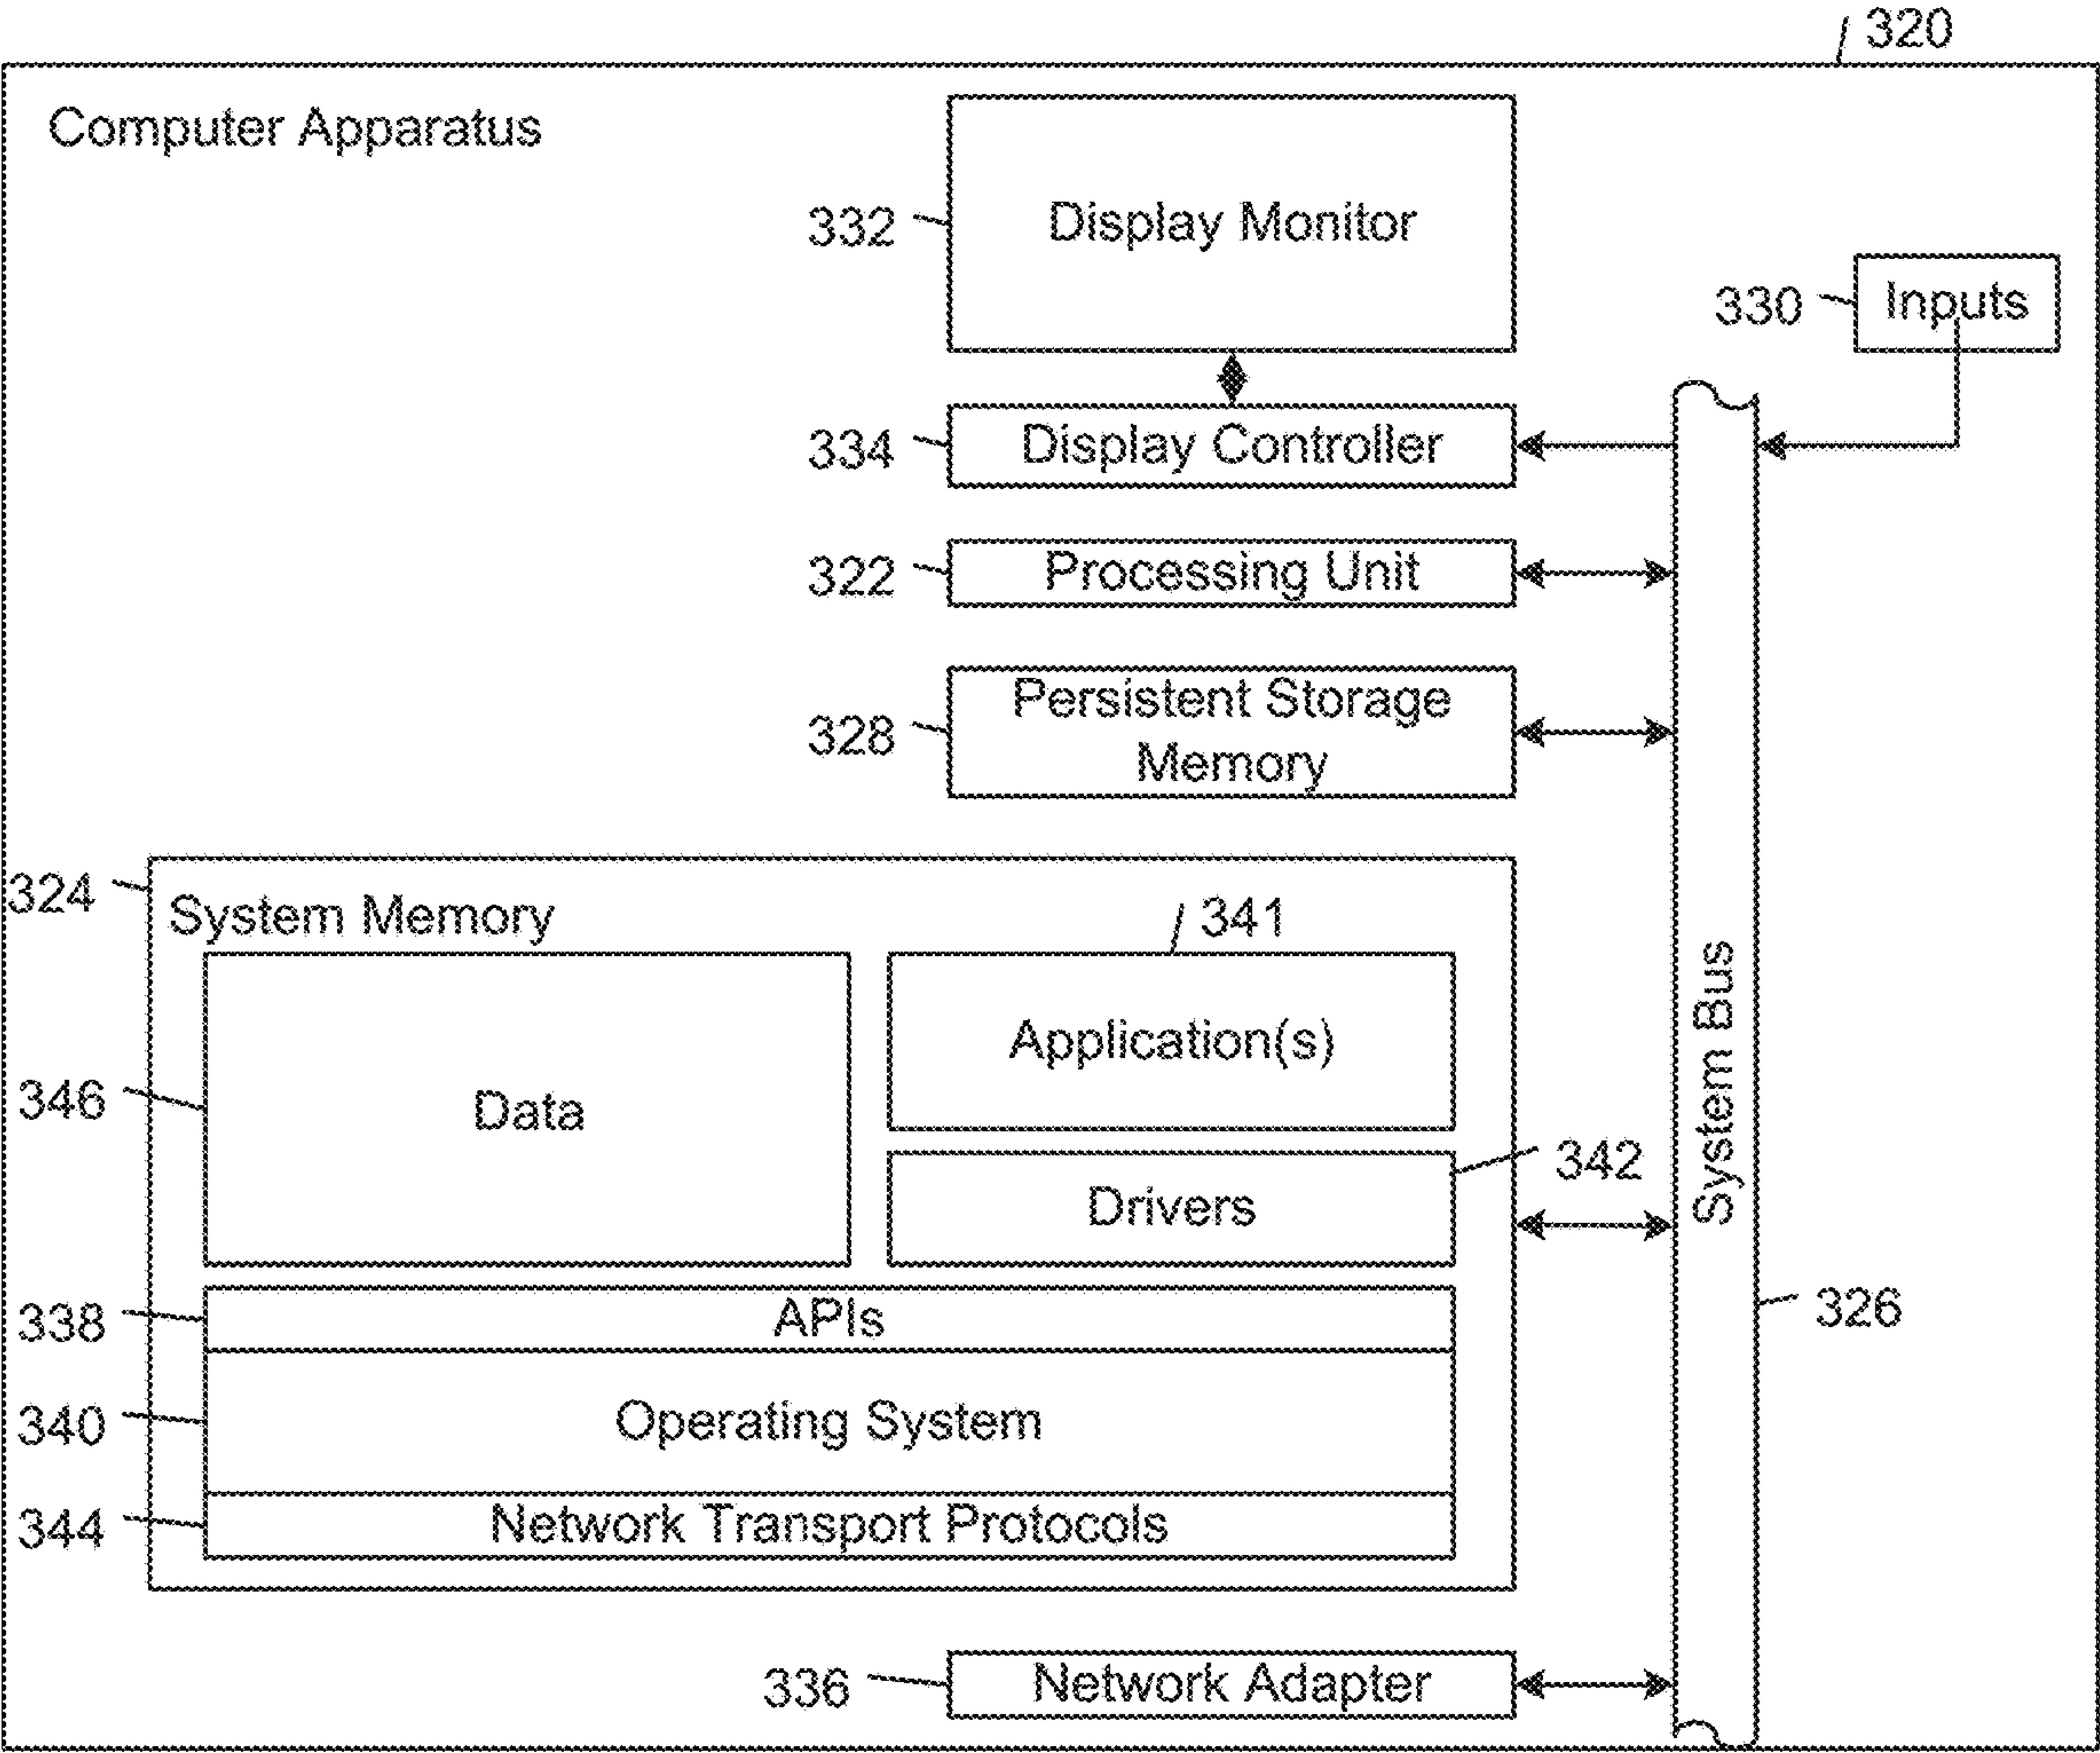 320
Computer Apparatus
332
Display Monitor
330
Inputs
334
Display Controller
322
Processing Unit
328
Persistent Storage
Memory
324
System Memory
341
346
Data
Application(s)
342
Drivers
System Bus
338
APIs
326
340
Operating System
344
Network Transport Protocols
336
Network Adapter